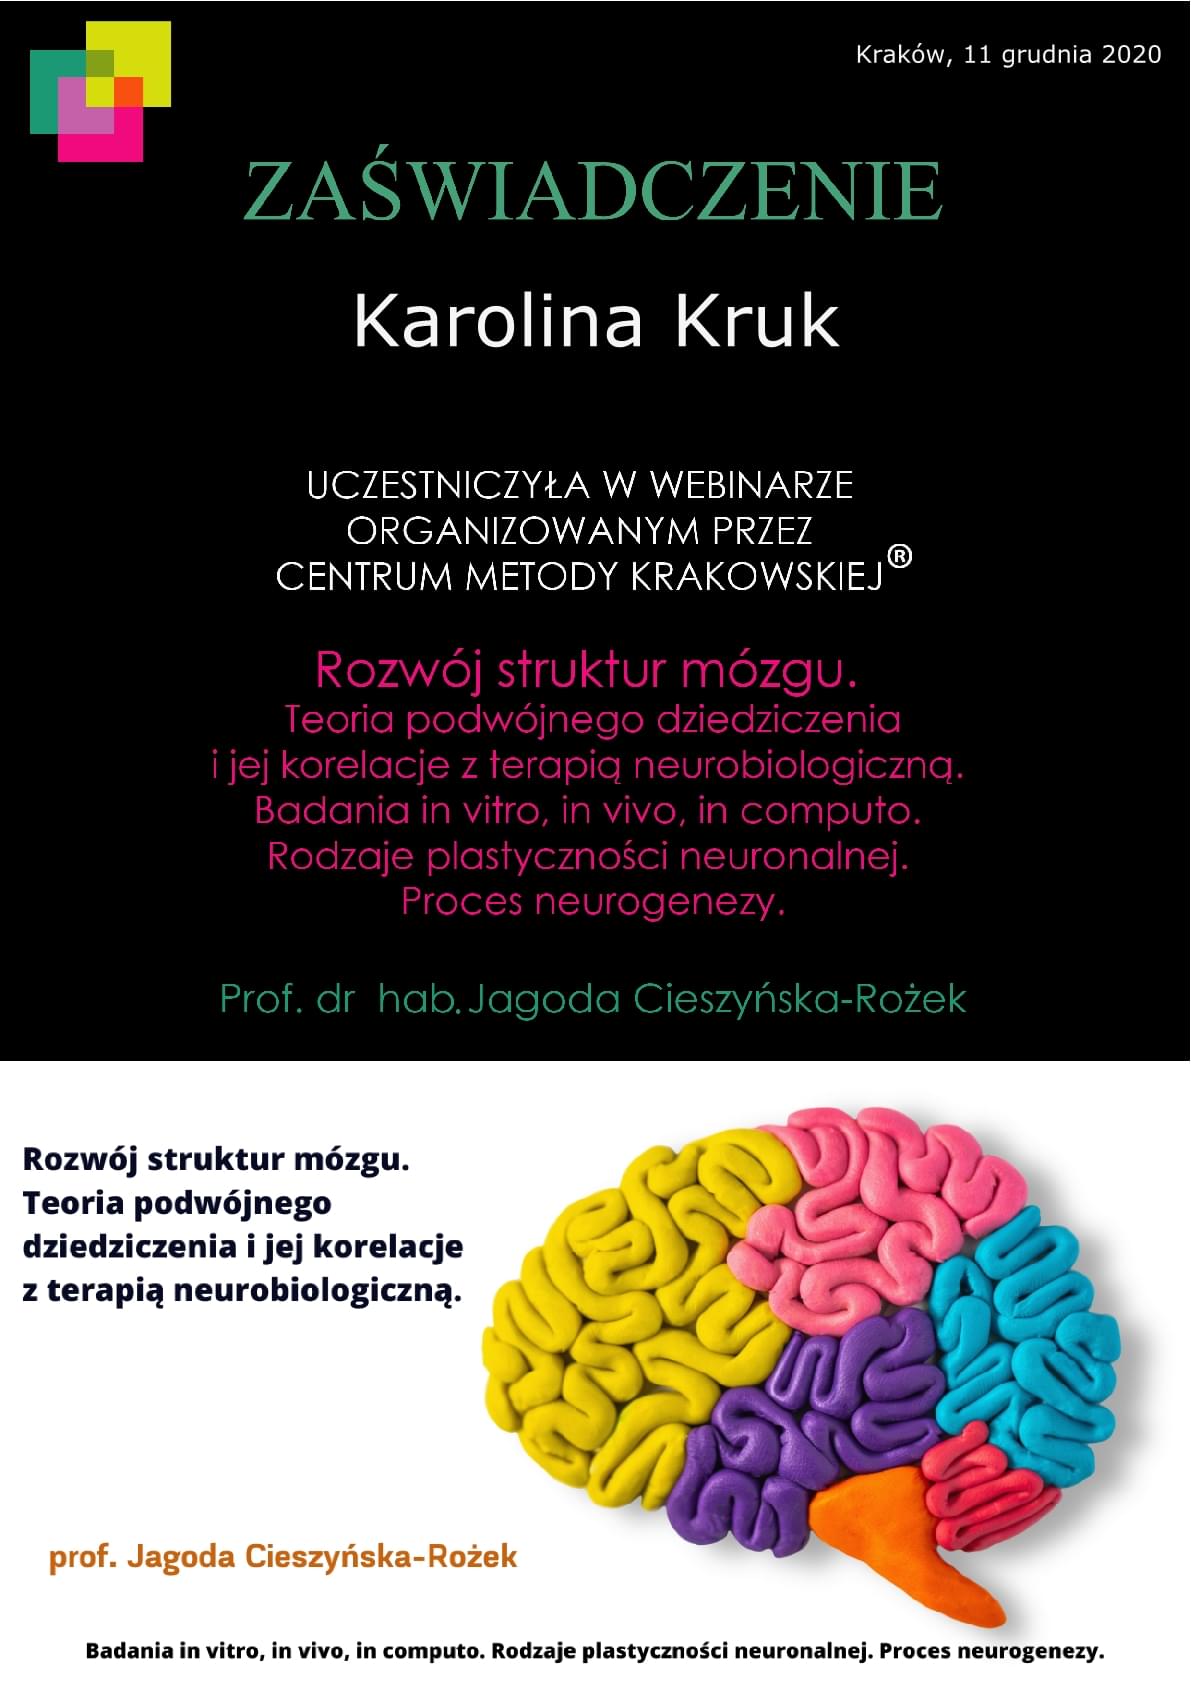 Kraków, 11 grudnia 2020
ZAŚWIADCZENIE
Karolina Kruk
UCZESTNICZYŁA W WEBINARZE
ORGANIZOWANYM PRZEZ
CENTRUM METODY KRAKOWSKIEJ®
Rozwój struktur mózgu.
Teoria podwójnego dziedziczenia
i jej korelacje z terapią neurobiologiczną.
Badania in vitro, in vivo, in computo.
Rodzaje plastyczności neuronalnej.
Proces neurogenezy.
Prof. dr hab. Jagoda Cieszyńska-Rożek
Rozwój struktur mózgu.
Teoria podwójnego
dziedziczenia i jej korelacje
z terapią neurobiologiczną.
prof. Jagoda Cieszyńska-Rożek
Badania in vitro, in vivo, in computo. Rodzaje plastyczności neuronalnej. Proces neurogenezy.